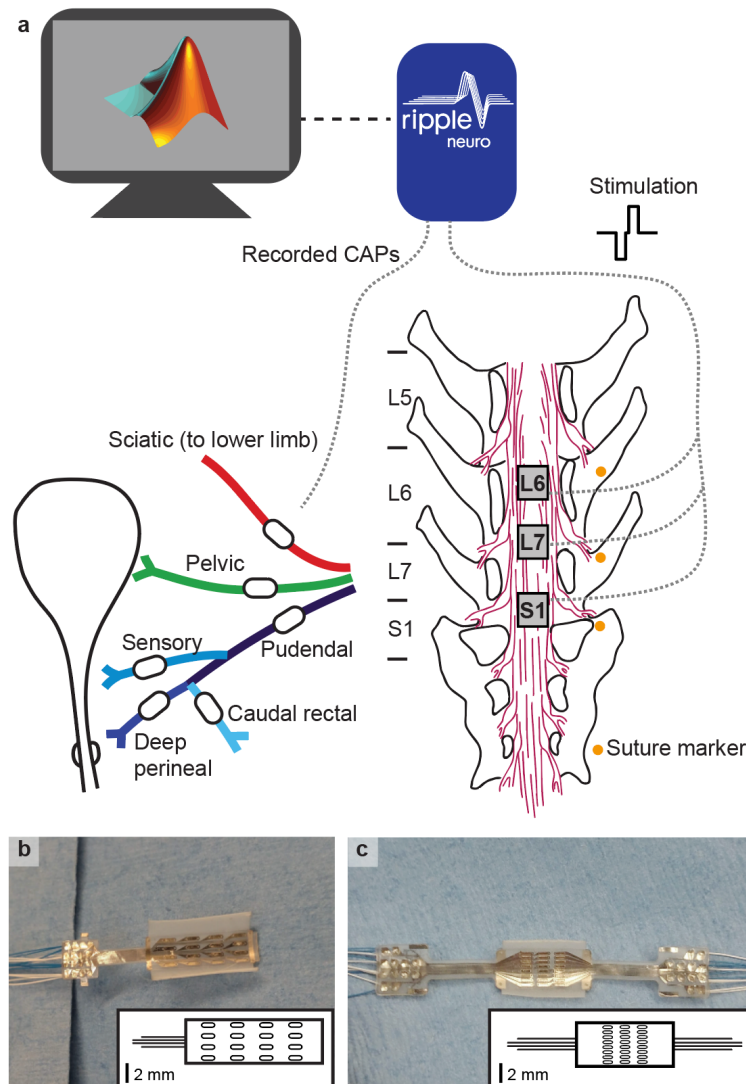 a
ripple
neuro
Stimulation
Recorded CAPs
L5
Sciatic (to lower limb)
L6
L6
Pelvic
L7
L7
Sensory
Pudendal
S1
S1
Caudal rectal
Deep
perineal
Suture marker
b
c
2 mm
2 mm